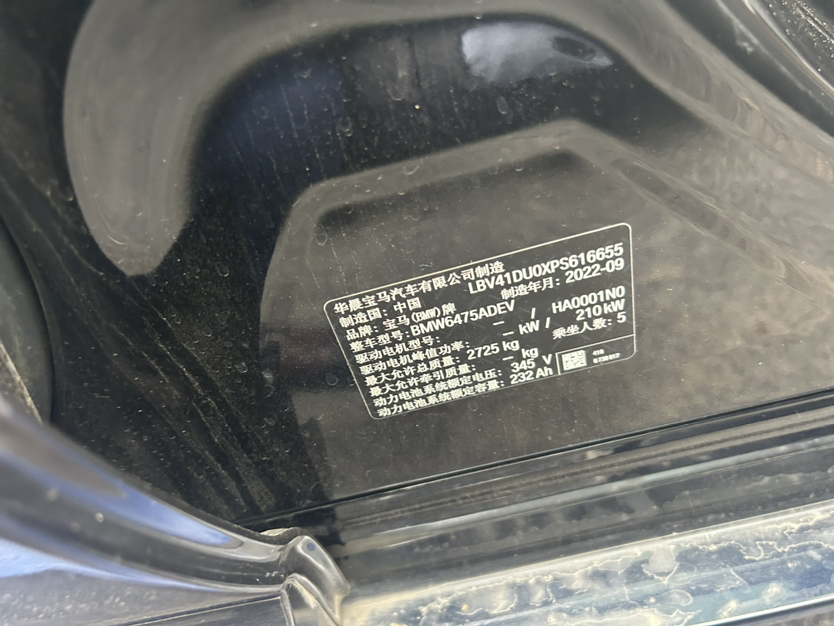 华晨宝马汽车有限公司制造
制造国: 中国 LBV41DU0XPS616655
品牌: 宝马(BMW)牌 制造年月: 2022-09
整车型号: BMW6475ADEV
驱动电机型号: – / HA0001N0
驱动电机峰值功率: – kW / 210 kW
最大允许总质量: 2725 kg 乘坐人数: 5
最大允许牵引质量: – kg
动力电池系统额定电压: 345 V
动力电池系统额定容量: 232 Ah